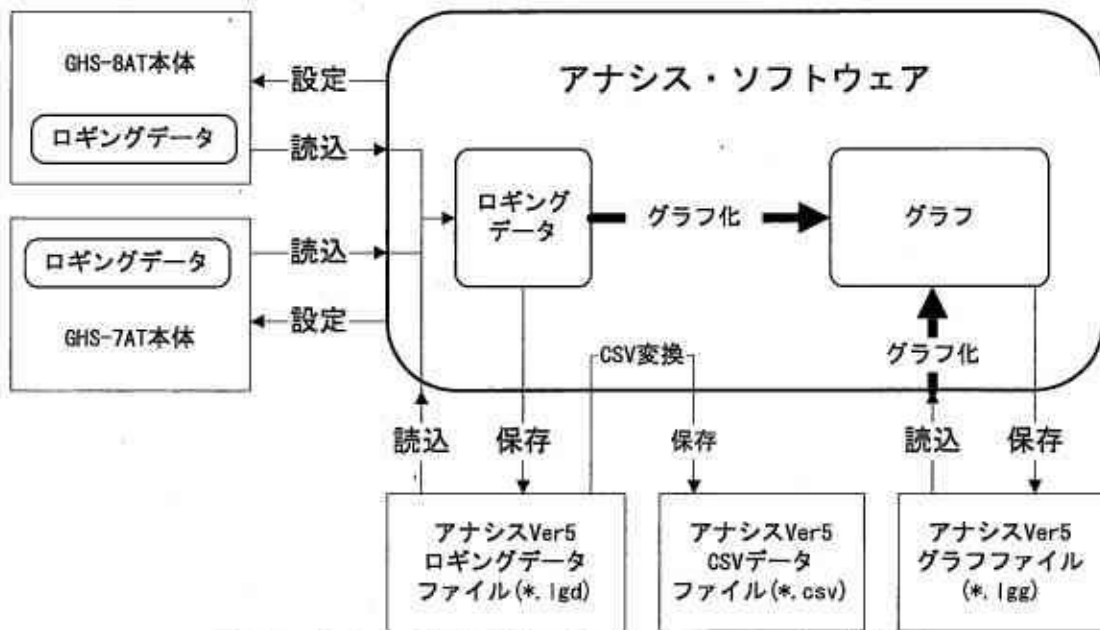 GHS-8AT本体
ロギングデータ
設定
読込
アナシス・ソフトウェア
ロギング
データ
グラフ化
グラフ
ロギングデータ
GHS-7AT本体
読込
設定
CSV変換
グラフ化
読込
保存
保存
読込
保存
アナシスVer5
ロギングデータ
ファイル(*.lgd)
アナシスVer5
CSVデータ
ファイル(*.csv)
アナシスVer5
グラフファイル
(*.lgg)